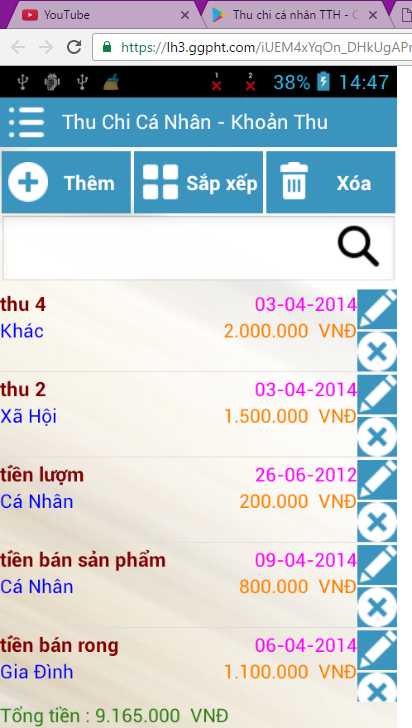 YouTube
Thu chi cá nhân TTH - 
https://lh3.ggpht.com/iUEM4xYqOn_DHkUgAPr
1 2 38% 14:47
Thu Chi Cá Nhân - Khoản Thu
Thêm Sắp xếp Xóa
thu 4 03-04-2014
Khác 2.000.000 VNĐ
thu 2 03-04-2014
Xã Hội 1.500.000 VNĐ
tiền lượm 26-06-2012
Cá Nhân 200.000 VNĐ
tiền bán sản phẩm 09-04-2014
Cá Nhân 800.000 VNĐ
tiền bán rong 06-04-2014
Gia Đình 1.100.000 VNĐ
Tổng tiền : 9.165.000 VNĐ